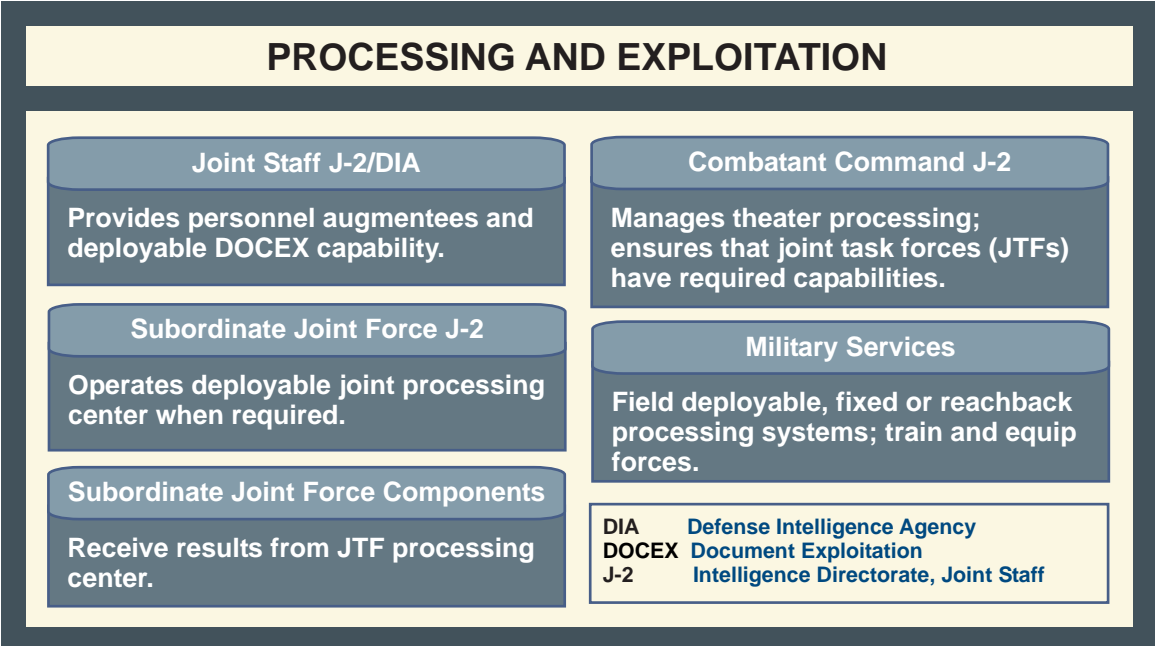 PROCESSING AND EXPLOITATION
Joint Staff J-2/DIA
Provides personnel augmentees and
deployable DOCEX capability.
Subordinate Joint Force J-2
Operates deployable joint processing
center when required.
Subordinate Joint Force Components
Receive results from JTF processing
center.
Combatant Command J-2
Manages theater processing;
ensures that joint task forces (JTFs)
have required capabilities.
Military Services
Field deployable, fixed or reachback
processing systems; train and equip
forces.
DIA Defense Intelligence Agency
DOCEX Document Exploitation
J-2 Intelligence Directorate, Joint Staff